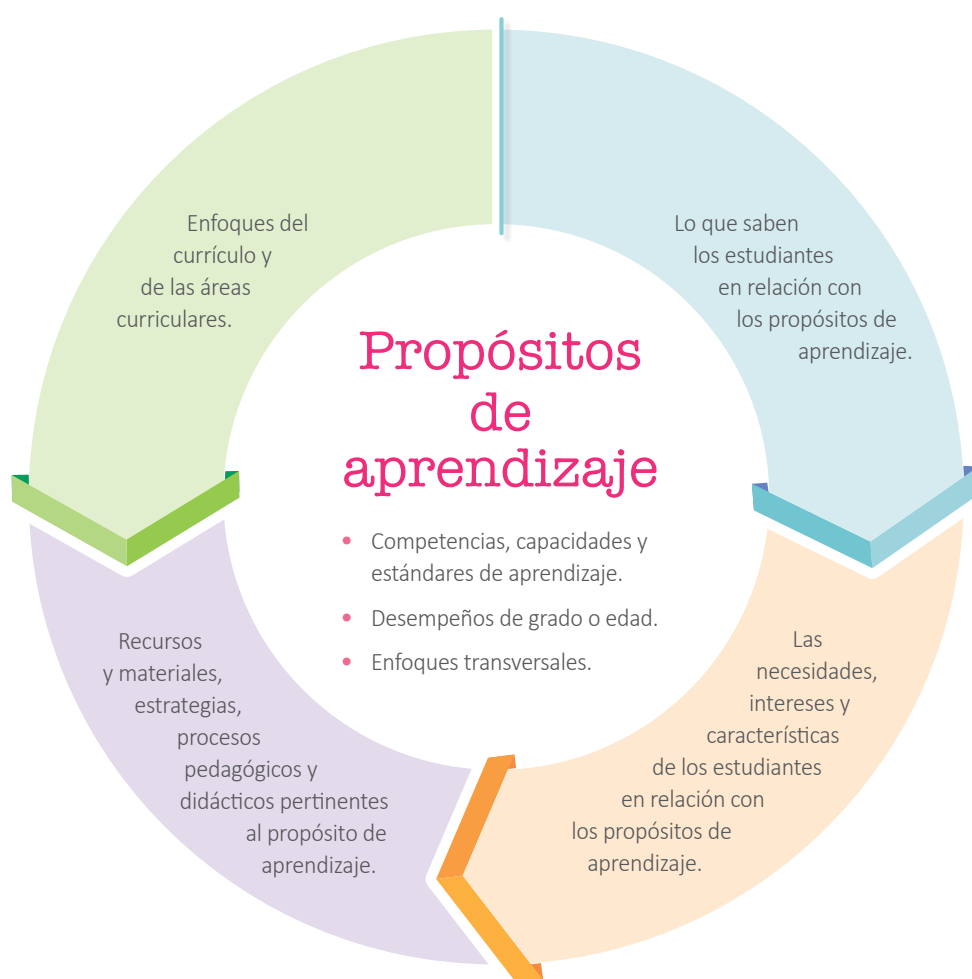 Enfoques del
currículo y
de las áreas
curriculares.
Lo que saben
los estudiantes
en relación con
los propósitos de
aprendizaje.
Propósitos
de
aprendizaje
• Competencias, capacidades y
estándares de aprendizaje.
• Desempeños de grado o edad.
• Enfoques transversales.
Recursos
y materiales,
estrategias,
procesos
pedagógicos y
didácticos pertinentes
al propósito de
aprendizaje.
Las
necesidades,
intereses y
características
de los estudiantes
en relación con
los propósitos de
aprendizaje.